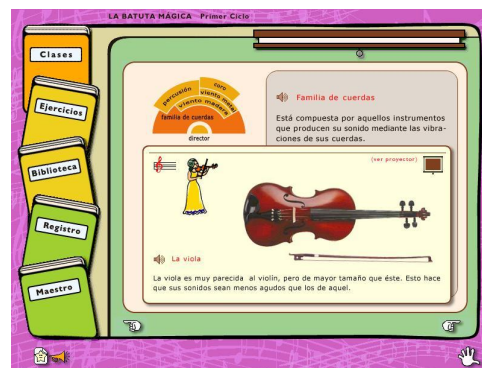 LA BATUTA MÁGICA Primer Ciclo
Clases
Ejercicios
Biblioteca
Registro
Maestro
percusión
coro
viento metal
viento madera
familia de cuerdas
director
Familia de cuerdas
Está compuesta por aquellos instrumentos
que producen su sonido mediante las vibra-
ciones de sus cuerdas.
(ver proyector)
La viola
La viola es muy parecida al violín, pero de mayor tamaño que éste. Esto hace
que sus sonidos sean menos agudos que los de aquel.